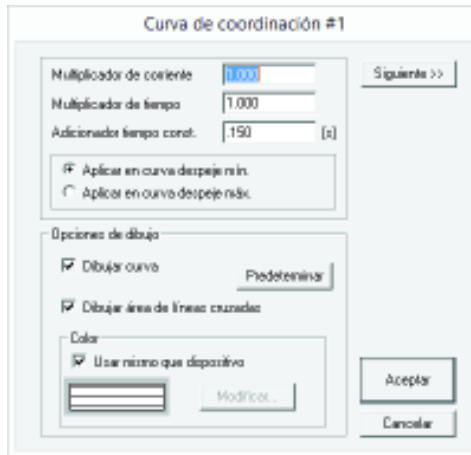 Curva de coordinación #1
Multiplicador de corriente 1.000
Siguiente >>
Multiplicador de tiempo 1.000
Adicionador tiempo const. .150 [s]
Aplicar en curva despeje mín.
Aplicar en curva despeje máx.
Opciones de dibujo
Dibujar curva
Predeterminar
Dibujar área de líneas cruzadas
Color
Usar mismo que dispositivo
Modificar...
Aceptar
Cancelar